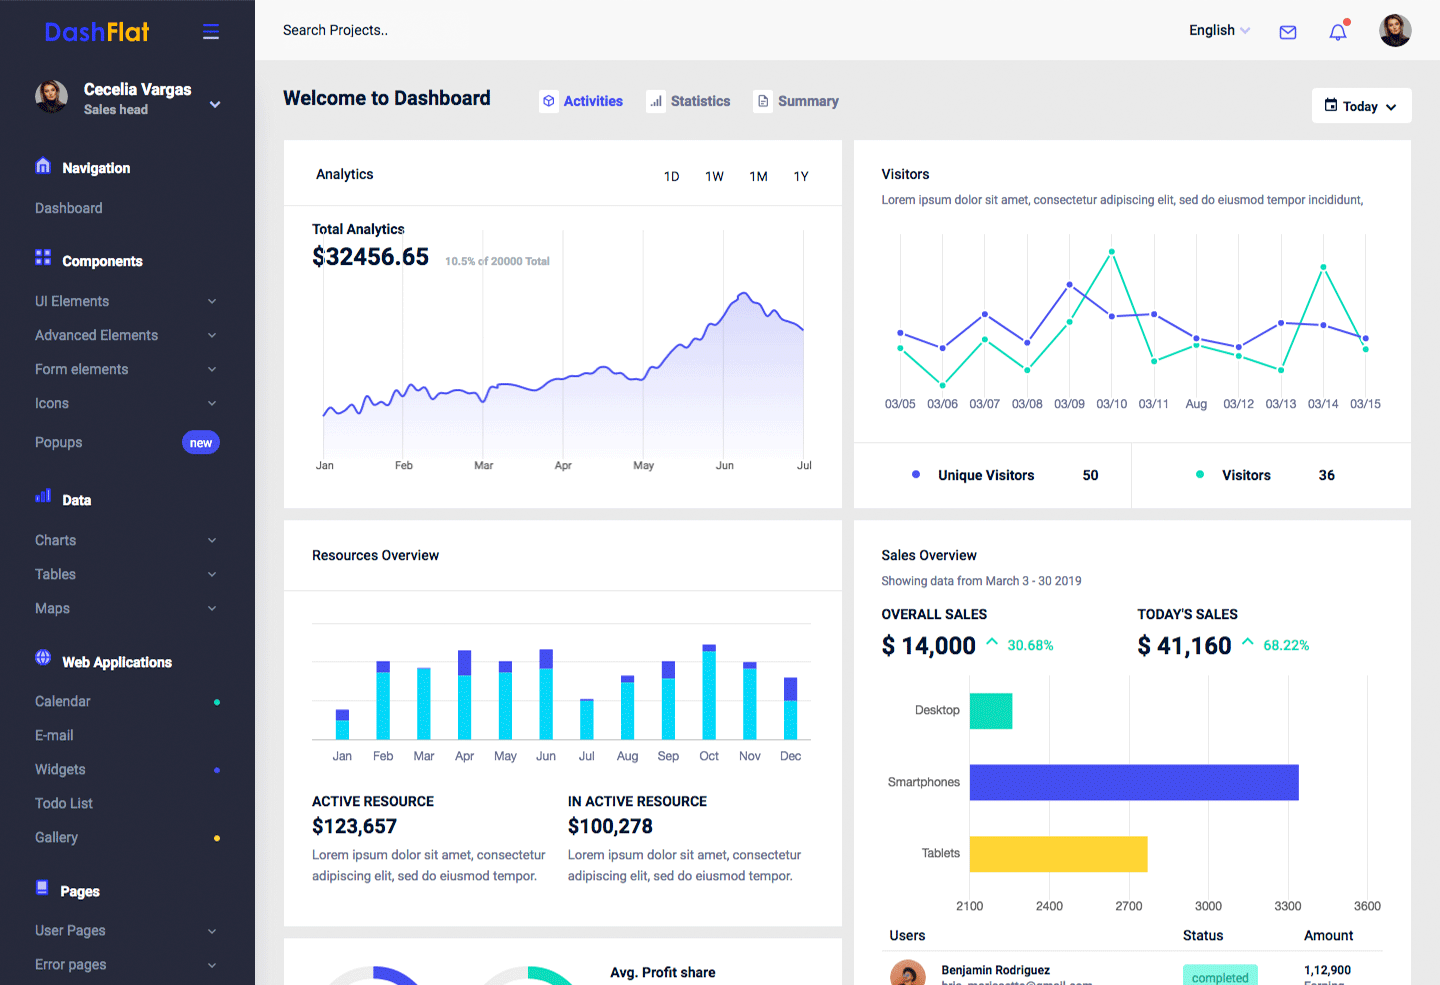 DashFlat
Cecelia Vargas
Sales head
Navigation
Dashboard
Components
UI Elements
Advanced Elements
Form elements
Icons
Popups new
Data
Charts
Tables
Maps
Web Applications
Calendar
E-mail
Widgets
Todo List
Gallery
Pages
User Pages
Error pages
Search Projects..
English
Welcome to Dashboard
Activities Statistics Summary
Today
Analytics
1D 1W 1M 1Y
Total Analytics
$32456.65 10.5% of 20000 Total
Jan Feb Mar Apr May Jun Jul
Visitors
Lorem ipsum dolor sit amet, consectetur adipiscing elit, sed do eiusmod tempor incididunt,
03/05 03/06 03/07 03/08 03/09 03/10 03/11 Aug 03/12 03/13 03/14 03/15
Unique Visitors 50 Visitors 36
Resources Overview
Jan Feb Mar Apr May Jun Jul Aug Sep Oct Nov Dec
ACTIVE RESOURCE
$123,657
Lorem ipsum dolor sit amet, consectetur
adipiscing elit, sed do eiusmod tempor.
IN ACTIVE RESOURCE
$100,278
Lorem ipsum dolor sit amet, consectetur
adipiscing elit, sed do eiusmod tempor.
Sales Overview
Showing data from March 3 - 30 2019
OVERALL SALES
$ 14,000 30.68%
TODAY'S SALES
$ 41,160 68.22%
Desktop
Smartphones
Tablets
2100 2400 2700 3000 3300 3600
Users Status Amount
Benjamin Rodriguez completed 1,12,900
Avg. Profit share